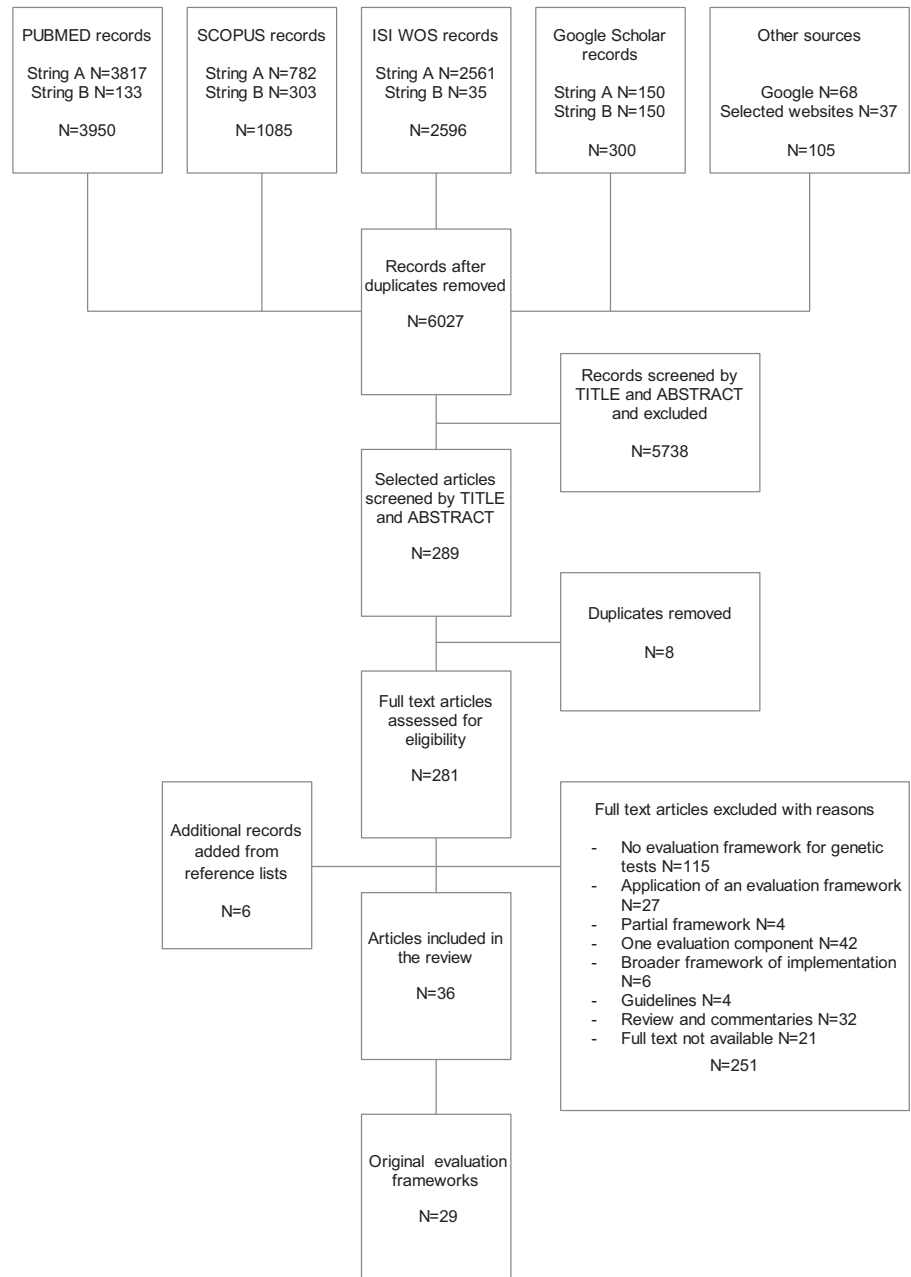 PUBMED records
String A N=3817
String B N=133
N=3950
SCOPUS records
String A N=782
String B N=303
N=1085
ISI WOS records
String A N=2561
String B N=35
N=2596
Google Scholar
records
String A N=150
String B N=150
N=300
Other sources
Google N=68
Selected websites N=37
N=105
Records after
duplicates removed
N=6027
Records screened by
TITLE and ABSTRACT
and excluded
N=5738
Selected articles
screened by TITLE
and ABSTRACT
N=289
Duplicates removed
N=8
Full text articles
assessed for
eligibility
N=281
Additional records
added from
reference lists
N=6
Full text articles excluded with reasons
- No evaluation framework for genetic
tests N=115
- Application of an evaluation framework
N=27
- Partial framework N=4
- One evaluation component N=42
- Broader framework of implementation
N=6
- Guidelines N=4
- Review and commentaries N=32
- Full text not available N=21
N=251
Articles included in
the review
N=36
Original evaluation
frameworks
N=29